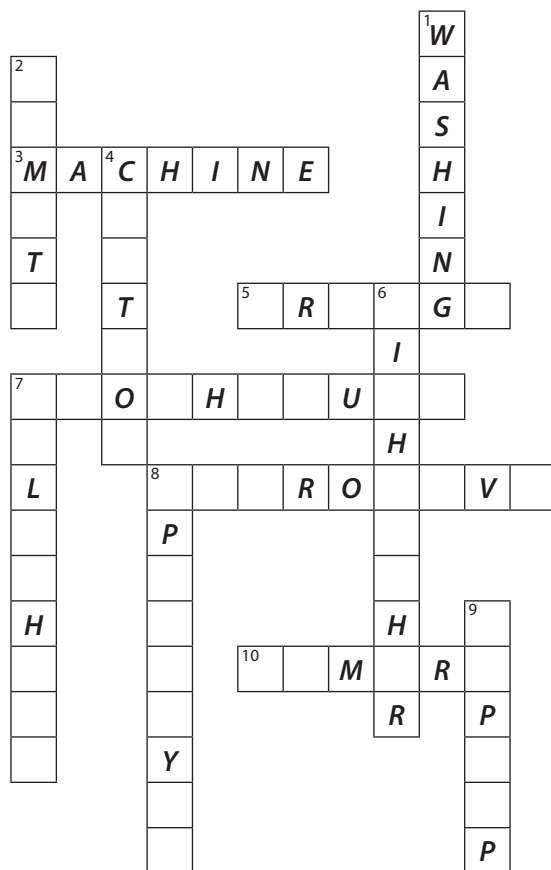 1 W
2 A
S
3 M A 4 C H I N E H
I
T N
T 5 R 6 G
I
7 O H U
H
L 8 R O V
P
H H 9
10 M R
R P
Y
P